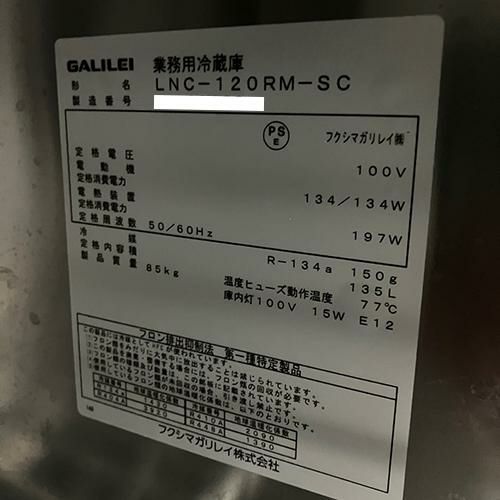 GALILEI 業務用冷蔵庫
形名 LNC-120RM-SC
製造番号
PS E フクシマガリレイ㈱
定格電圧 100V
電動機
定格消費電力 134/134W
電熱装置
定格消費電力 197W
定格周波数 50/60Hz
冷媒 R-134a 150g
定格内容積 135L
製品質量 85kg
温度ヒューズ動作温度 77℃
庫内灯100V 15W E12
フロン排出抑制法 第一種特定製品
フクシマガリレイ株式会社